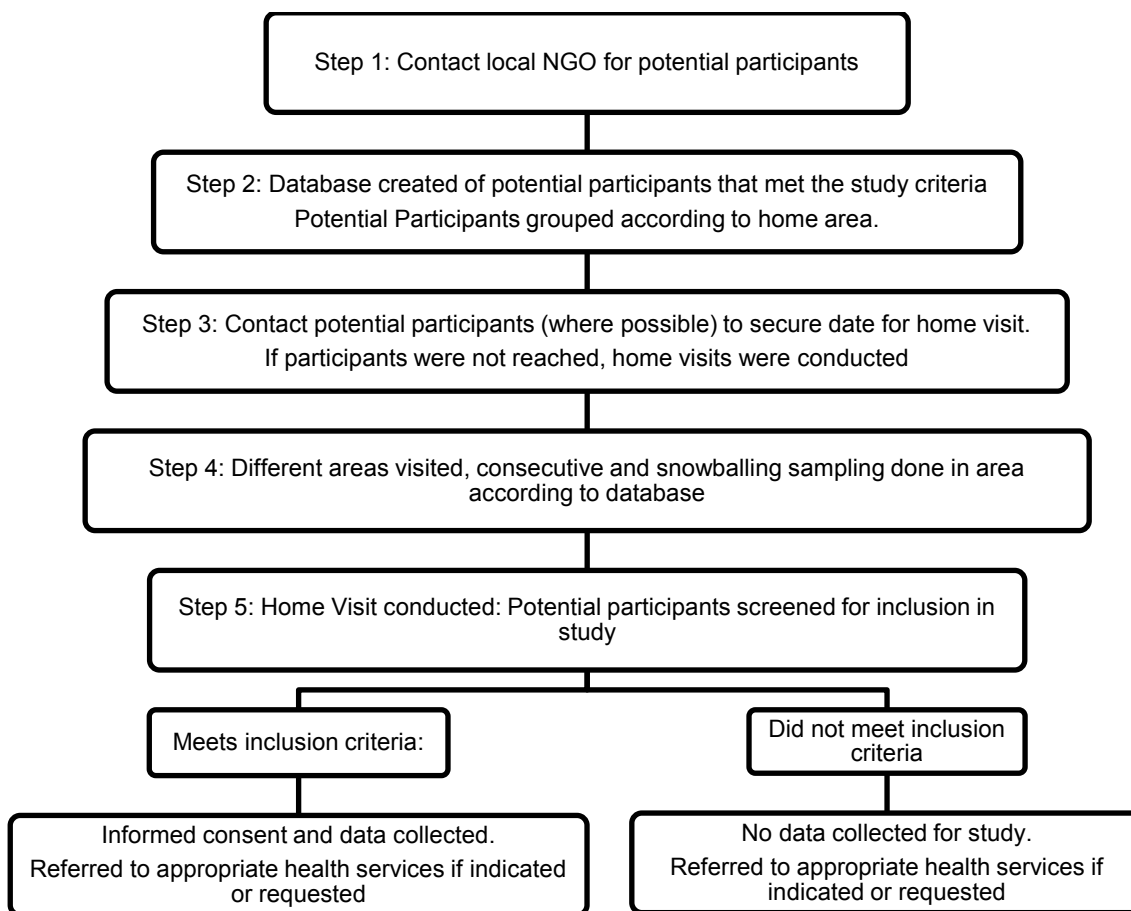 Step 1: Contact local NGO for potential participants
Step 2: Database created of potential participants that met the study criteria
Potential Participants grouped according to home area.
Step 3: Contact potential participants (where possible) to secure date for home visit.
If participants were not reached, home visits were conducted
Step 4: Different areas visited, consecutive and snowballing sampling done in area
according to database
Step 5: Home Visit conducted: Potential participants screened for inclusion in
study
Meets inclusion criteria:
Did not meet inclusion
criteria
Informed consent and data collected.
Referred to appropriate health services if indicated
or requested
No data collected for study.
Referred to appropriate health services if
indicated or requested